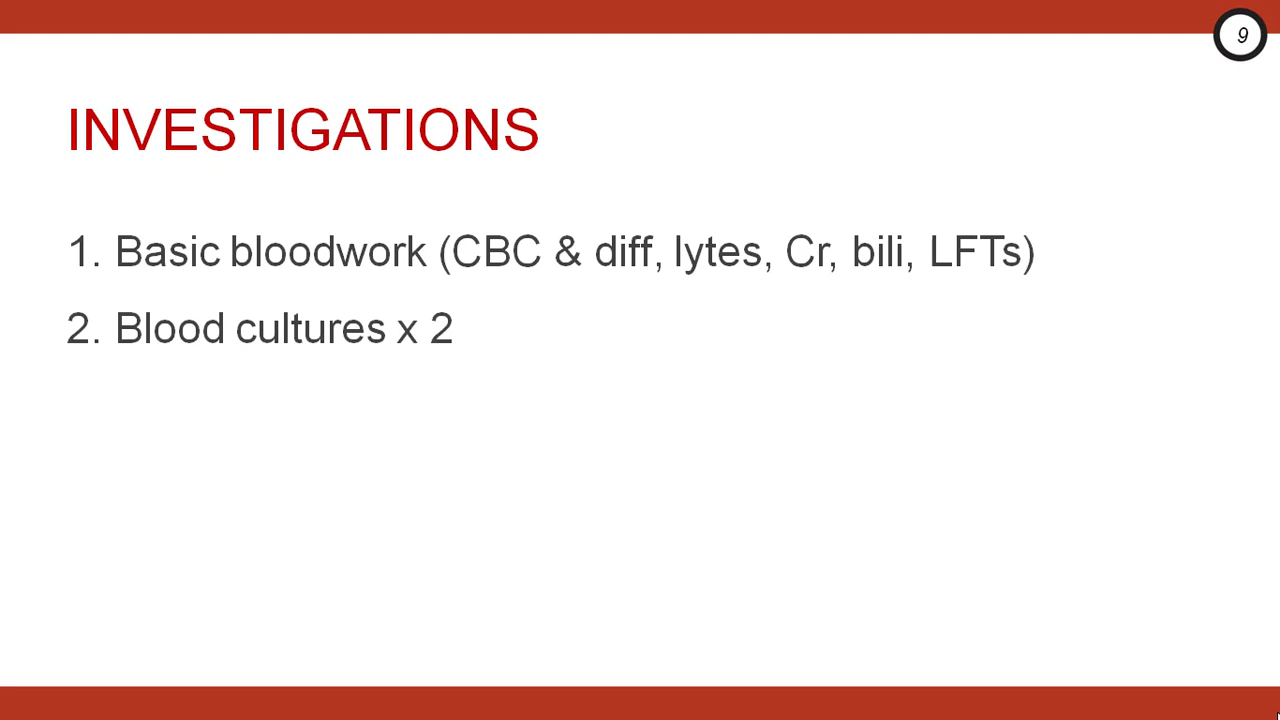 9
INVESTIGATIONS
1. Basic bloodwork (CBC & diff, lytes, Cr, bili, LFTs)
2. Blood cultures x 2